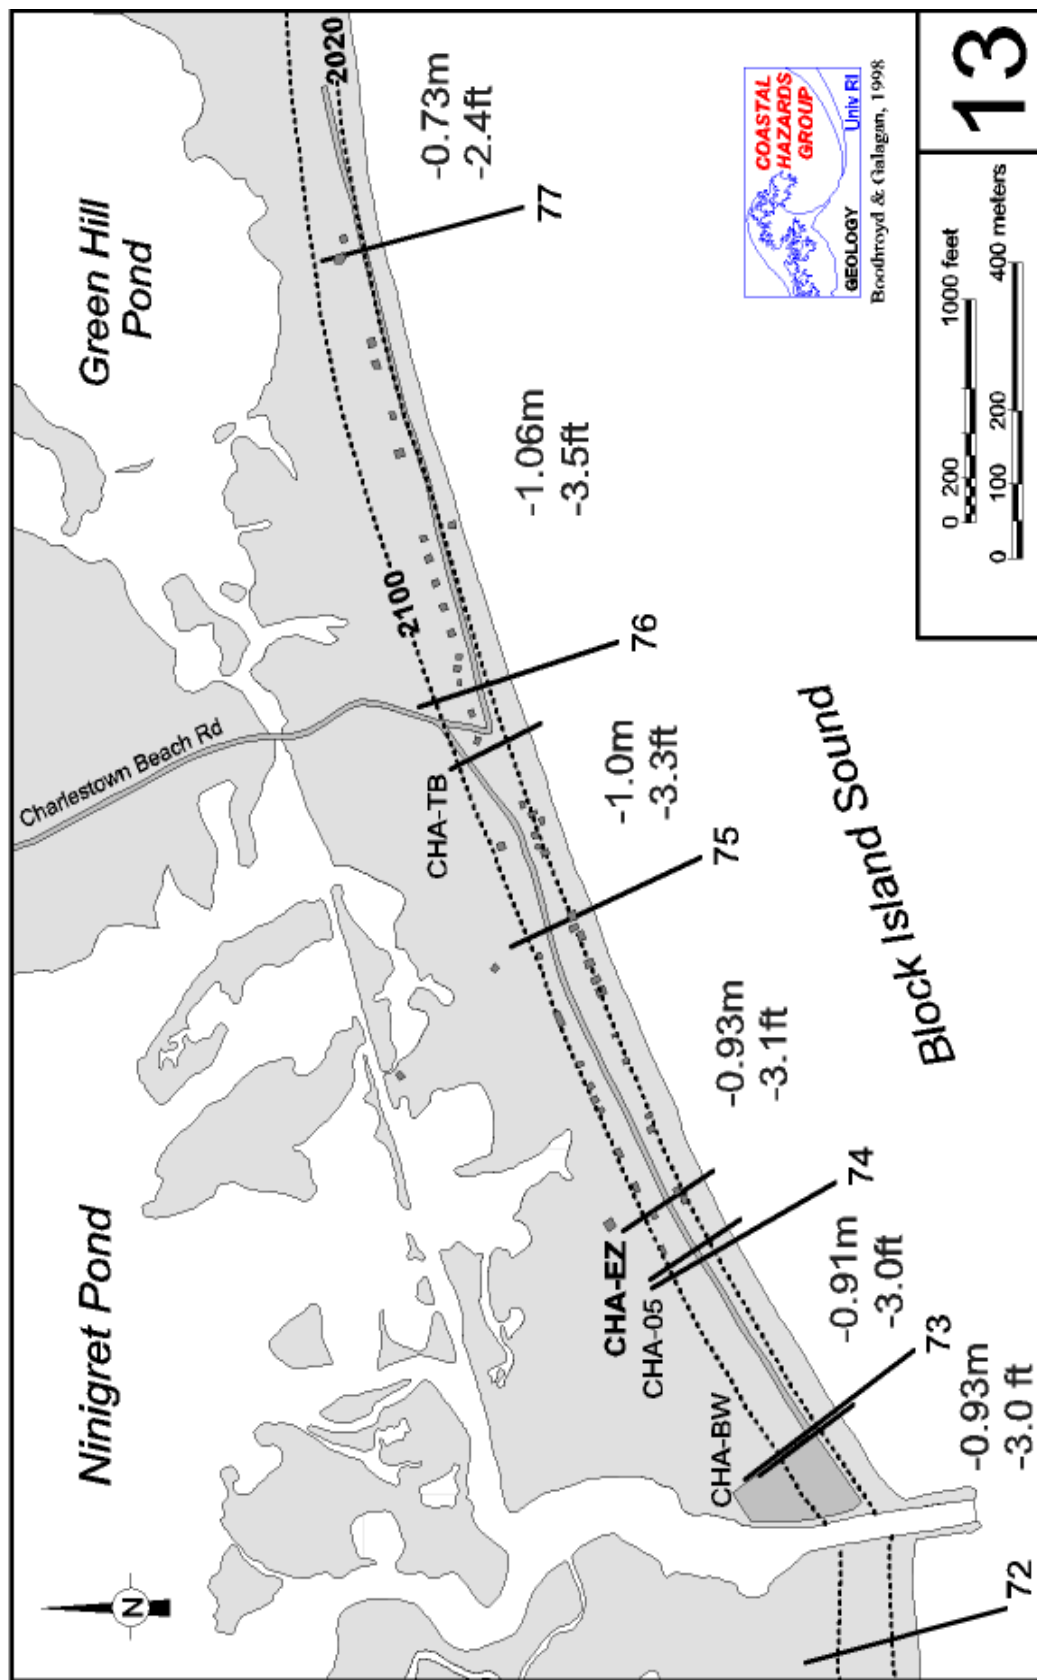 Ninigret Pond
Green Hill
Pond
Charlestown Beach Rd
2020
2100
-0.73m
-2.4ft
77
-1.06m
-3.5ft
76
CHA-TB
-1.0m
-3.3ft
75
-0.93m
-3.1ft
CHA-EZ
CHA-05
74
-0.91m
-3.0ft
CHA-BW
73
-0.93m
-3.0 ft
72
Block Island Sound
N
COASTAL
HAZARDS
GROUP
GEOLOGY Univ RI
Boothroyd & Galagan, 1998
0 200 1000 feet
0 100 200 400 meters
13